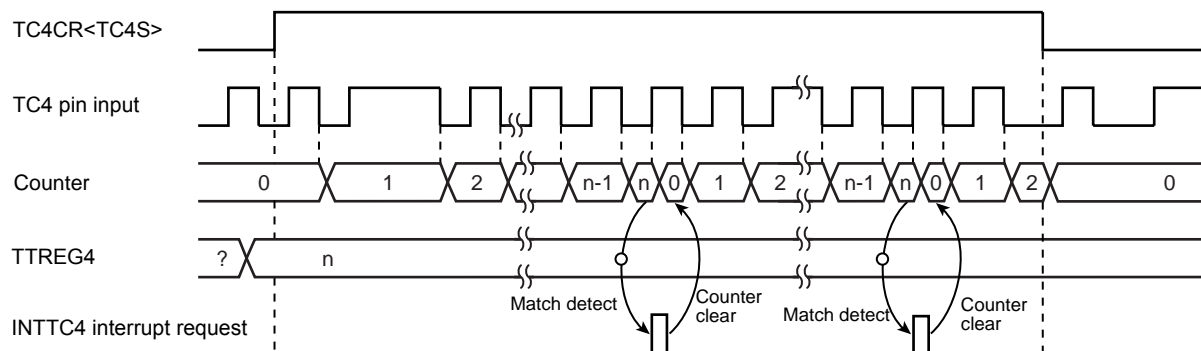 TC4CR<TC4S>
TC4 pin input
Counter
0 1 2 n-1 n 0 1 2 n-1 n 0 1 2 0
TTREG4
? n
Match detect Counter clear Match detect Counter clear
INTTC4 interrupt request